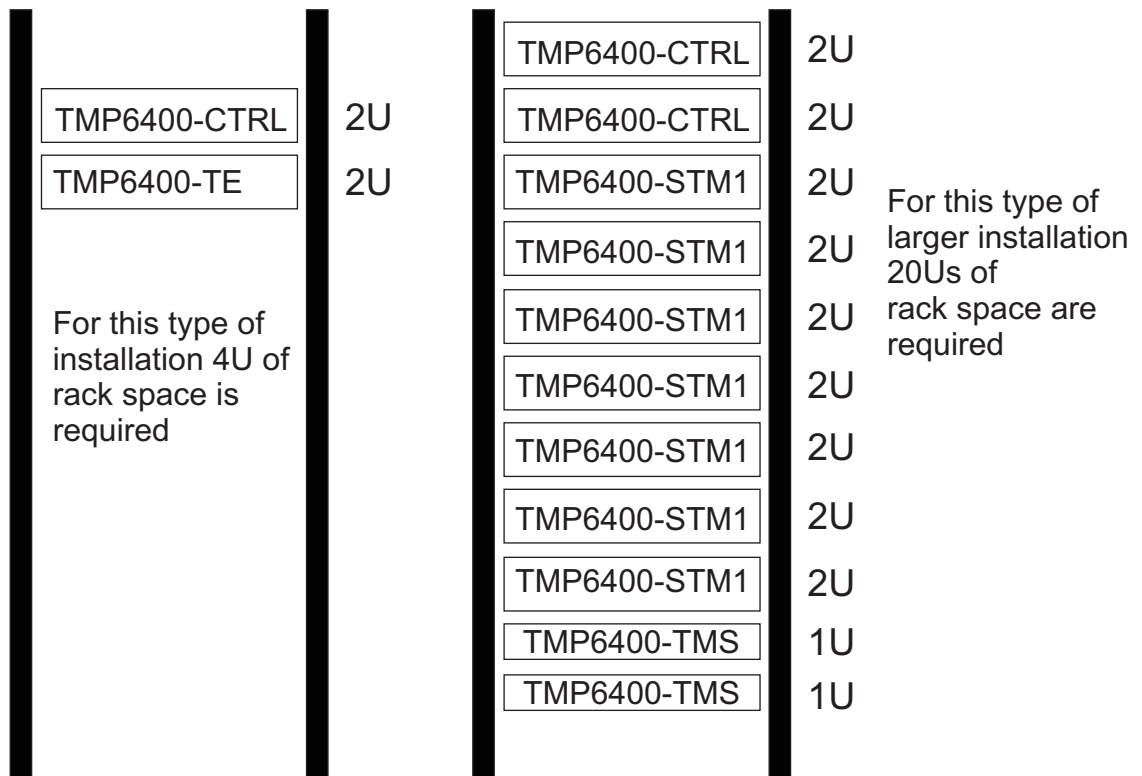 TMP6400-CTRL 2U
TMP6400-TE 2U
For this type of
installation 4U of
rack space is
required
TMP6400-CTRL 2U
TMP6400-CTRL 2U
TMP6400-STM1 2U
TMP6400-STM1 2U
TMP6400-STM1 2U
TMP6400-STM1 2U
TMP6400-STM1 2U
TMP6400-STM1 2U
TMP6400-STM1 2U
TMP6400-TMS 1U
TMP6400-TMS 1U
For this type of
larger installation
20Us of
rack space are
required